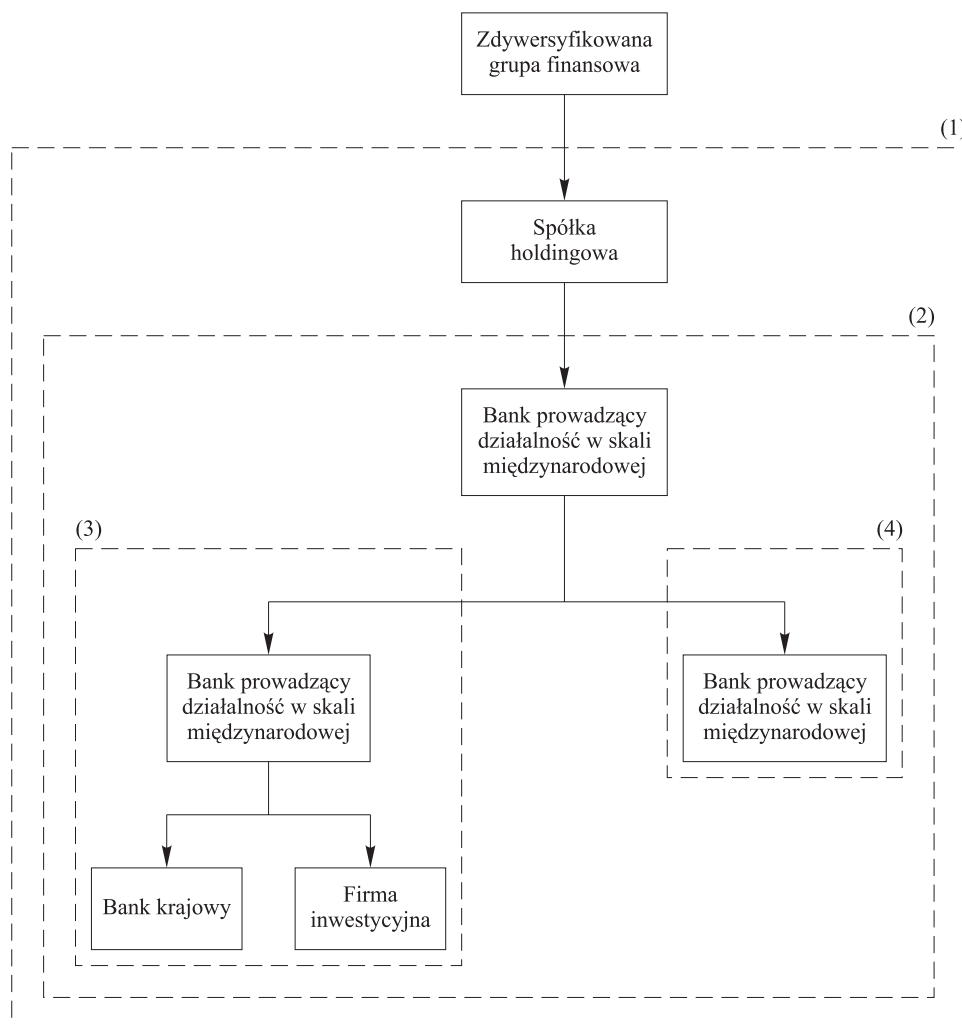 Zdywersyfikowana
grupa finansowa
(1)
Spółka
holdingowa
(2)
Bank prowadzący
działalność w skali
międzynarodowej
(3)
(4)
Bank prowadzący
działalność w skali
międzynarodowej
Bank prowadzący
działalność w skali
międzynarodowej
Bank krajowy
Firma
inwestycyjna